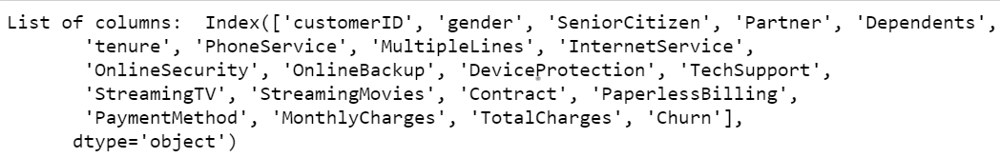 List of columns:  Index(['customerID', 'gender', 'SeniorCitizen', 'Partner', 'Dependents',
       'tenure', 'PhoneService', 'MultipleLines', 'InternetService',
       'OnlineSecurity', 'OnlineBackup', 'DeviceProtection', 'TechSupport',
       'StreamingTV', 'StreamingMovies', 'Contract', 'PaperlessBilling',
       'PaymentMethod', 'MonthlyCharges', 'TotalCharges', 'Churn'],
      dtype='object')